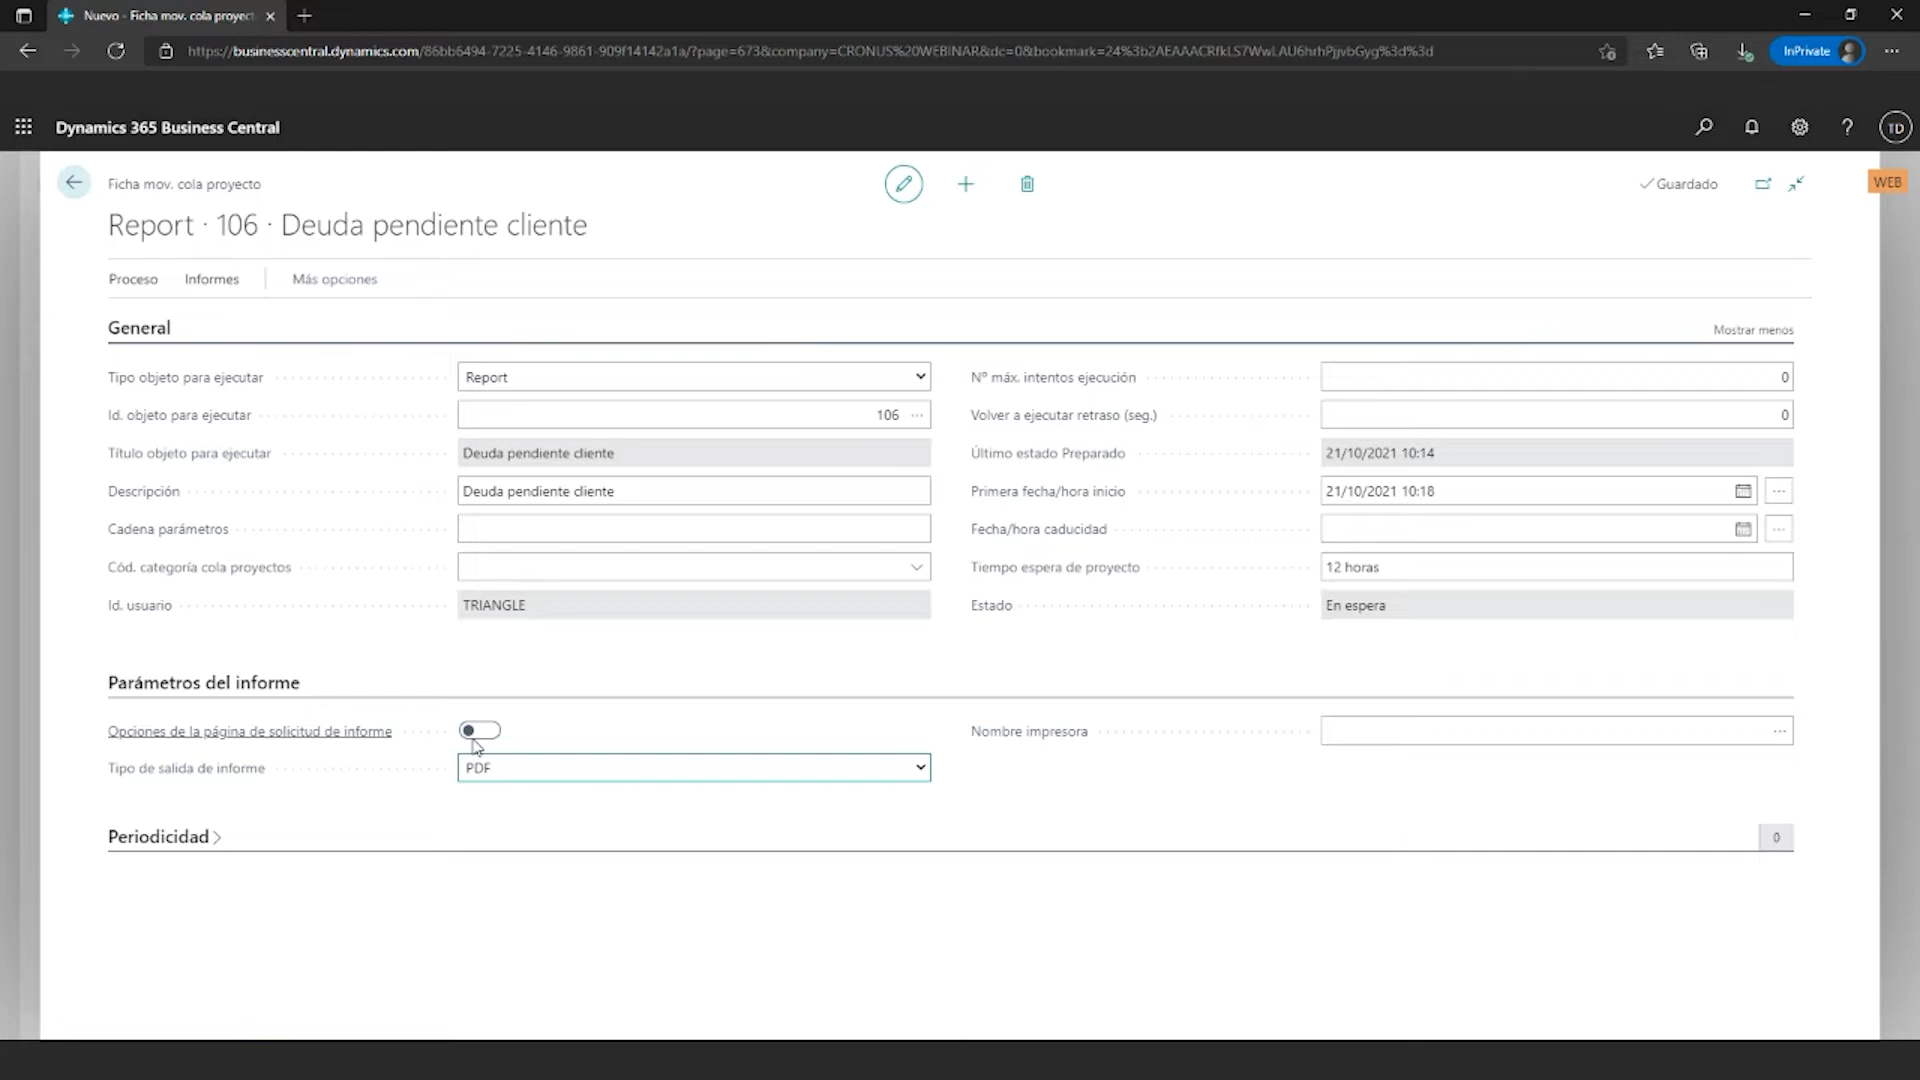 Nuevo - Ficha mov. cola proyect
https://businesscentral.dynamics.com/86bb6494-7225-4146-9861-909f14142a1a/?page=673&company=CRONUS%20WEBINAR&dc=0&bookmark=24%3b2AEAAACRfkLS7WwLAU6hrhPjjvbGyg%3d%3d
InPrivate
Dynamics 365 Business Central
?
TD
Ficha mov. cola proyecto
Guardado
WEB
Report · 106 · Deuda pendiente cliente
Proceso Informes Más opciones
General Mostrar menos
Tipo objeto para ejecutar Report Nº máx. intentos ejecución 0
Id. objeto para ejecutar 106 Volver a ejecutar retraso (seg.) 0
Título objeto para ejecutar Deuda pendiente cliente Último estado Preparado 21/10/2021 10:14
Descripción Deuda pendiente cliente Primera fecha/hora inicio 21/10/2021 10:18
Cadena parámetros Fecha/hora caducidad
Cód. categoría cola proyectos Tiempo espera de proyecto 12 horas
Id. usuario TRIANGLE Estado En espera
Parámetros del informe
Opciones de la página de solicitud de informe Nombre impresora
Tipo de salida de informe PDF
Periodicidad 0